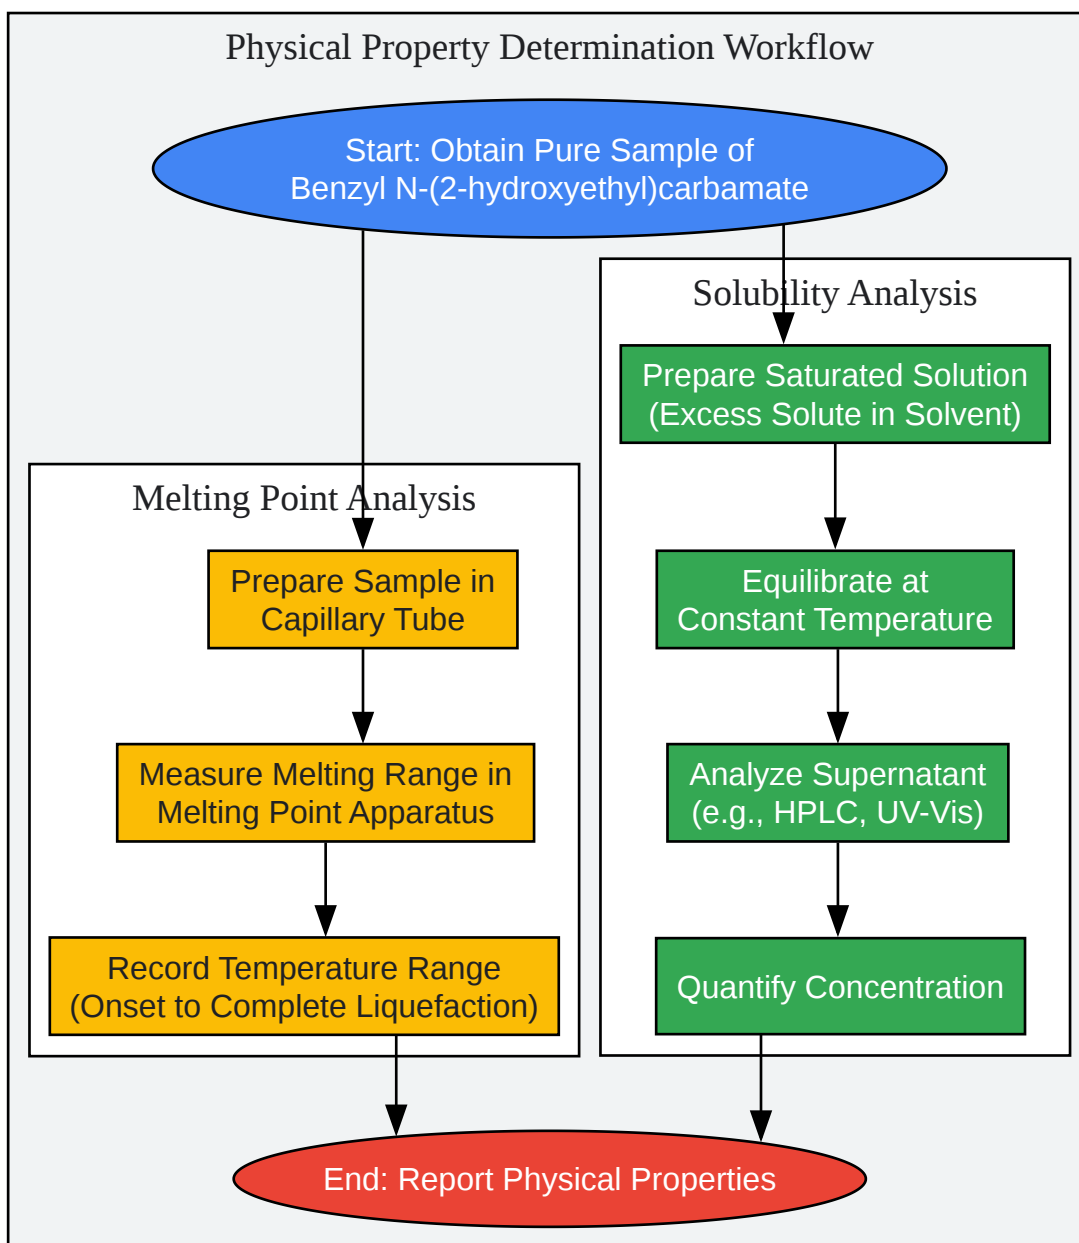 Physical Property Determination Workflow
Start: Obtain Pure Sample of
Benzyl N-(2-hydroxyethyl)carbamate
Solubility Analysis
Prepare Saturated Solution
(Excess Solute in Solvent)
Equilibrate at
Constant Temperature
Analyze Supernatant
(e.g., HPLC, UV-Vis)
Quantify Concentration
Melting Point Analysis
Prepare Sample in
Capillary Tube
Measure Melting Range in
Melting Point Apparatus
Record Temperature Range
(Onset to Complete Liquefaction)
End: Report Physical Properties